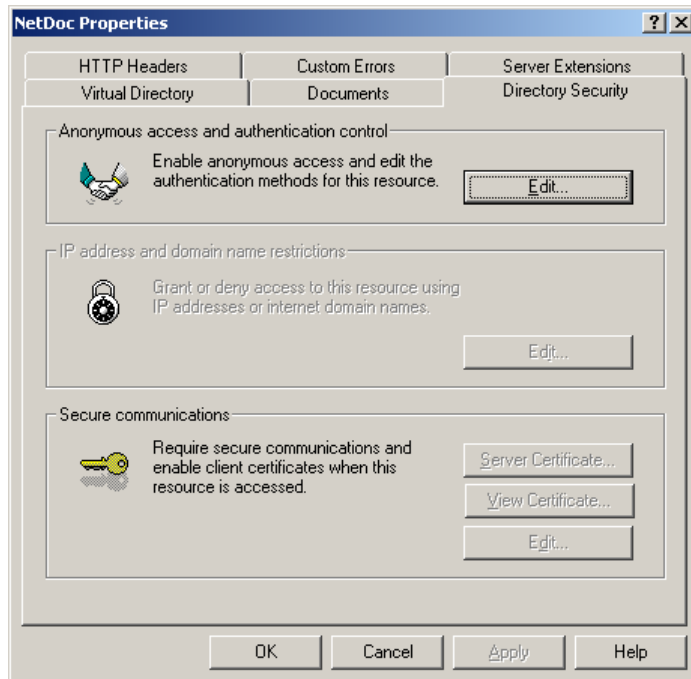 NetDoc Properties
HTTP Headers
Custom Errors
Server Extensions
Virtual Directory
Documents
Directory Security
Anonymous access and authentication control
Enable anonymous access and edit the
authentication methods for this resource.
Edit...
IP address and domain name restrictions
Grant or deny access to this resource using
IP addresses or internet domain names.
Edit...
Secure communications
Require secure communications and
enable client certificates when this
resource is accessed.
Server Certificate...
View Certificate...
Edit...
OK
Cancel
Apply
Help